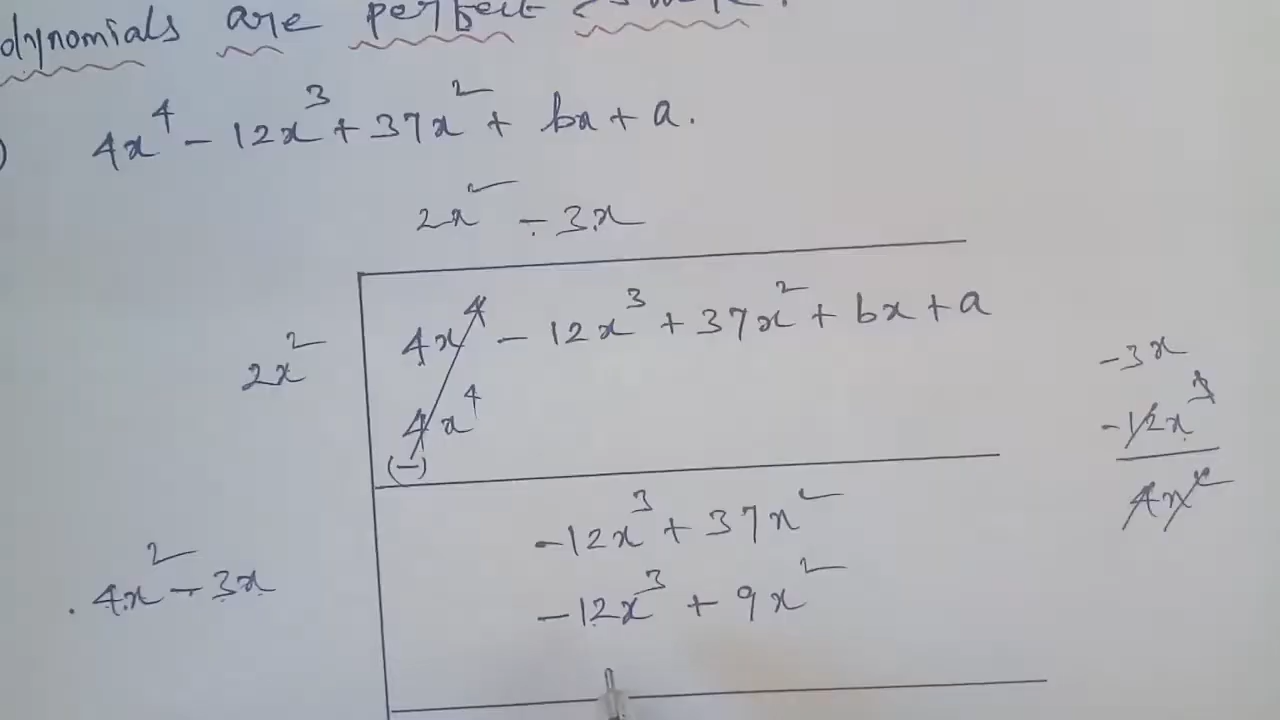 are perfect
4x⁴ - 12x³ + 37x² + bx + a.
2x² - 3x
2x² 4x⁴ - 12x³ + 37x² + bx + a
4x⁴
(-)
-3x
-12x³
4x²
-12x³ + 37x²
4x² - 3x -12x³ + 9x²